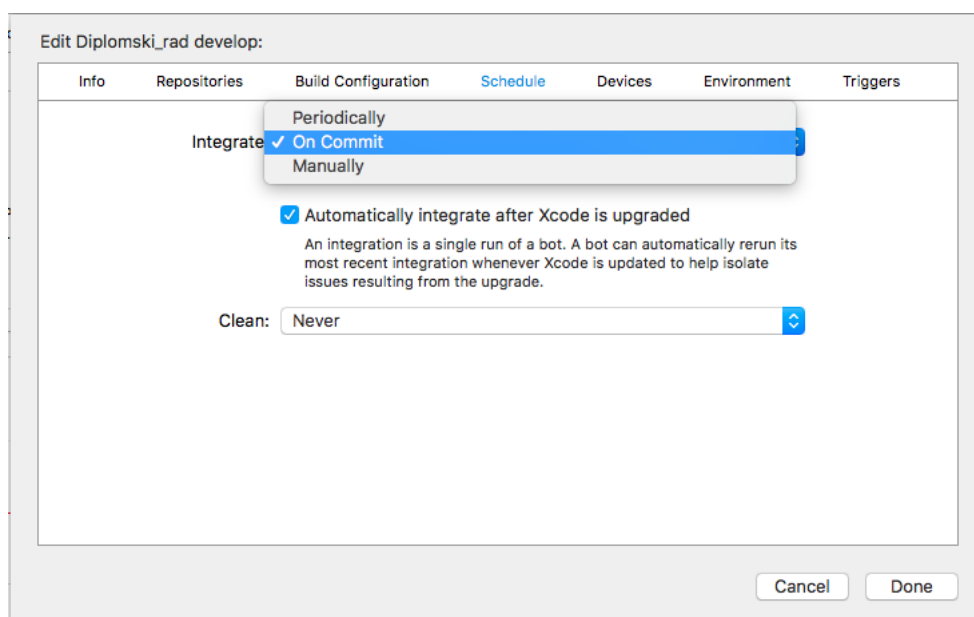 Edit Diplomski_rad develop:
Info Repositories Build Configuration Schedule Devices Environment Triggers
Periodically
Integrate ✓ On Commit
Manually
Automatically integrate after Xcode is upgraded
An integration is a single run of a bot. A bot can automatically rerun its
most recent integration whenever Xcode is updated to help isolate
issues resulting from the upgrade.
Clean: Never
Cancel Done